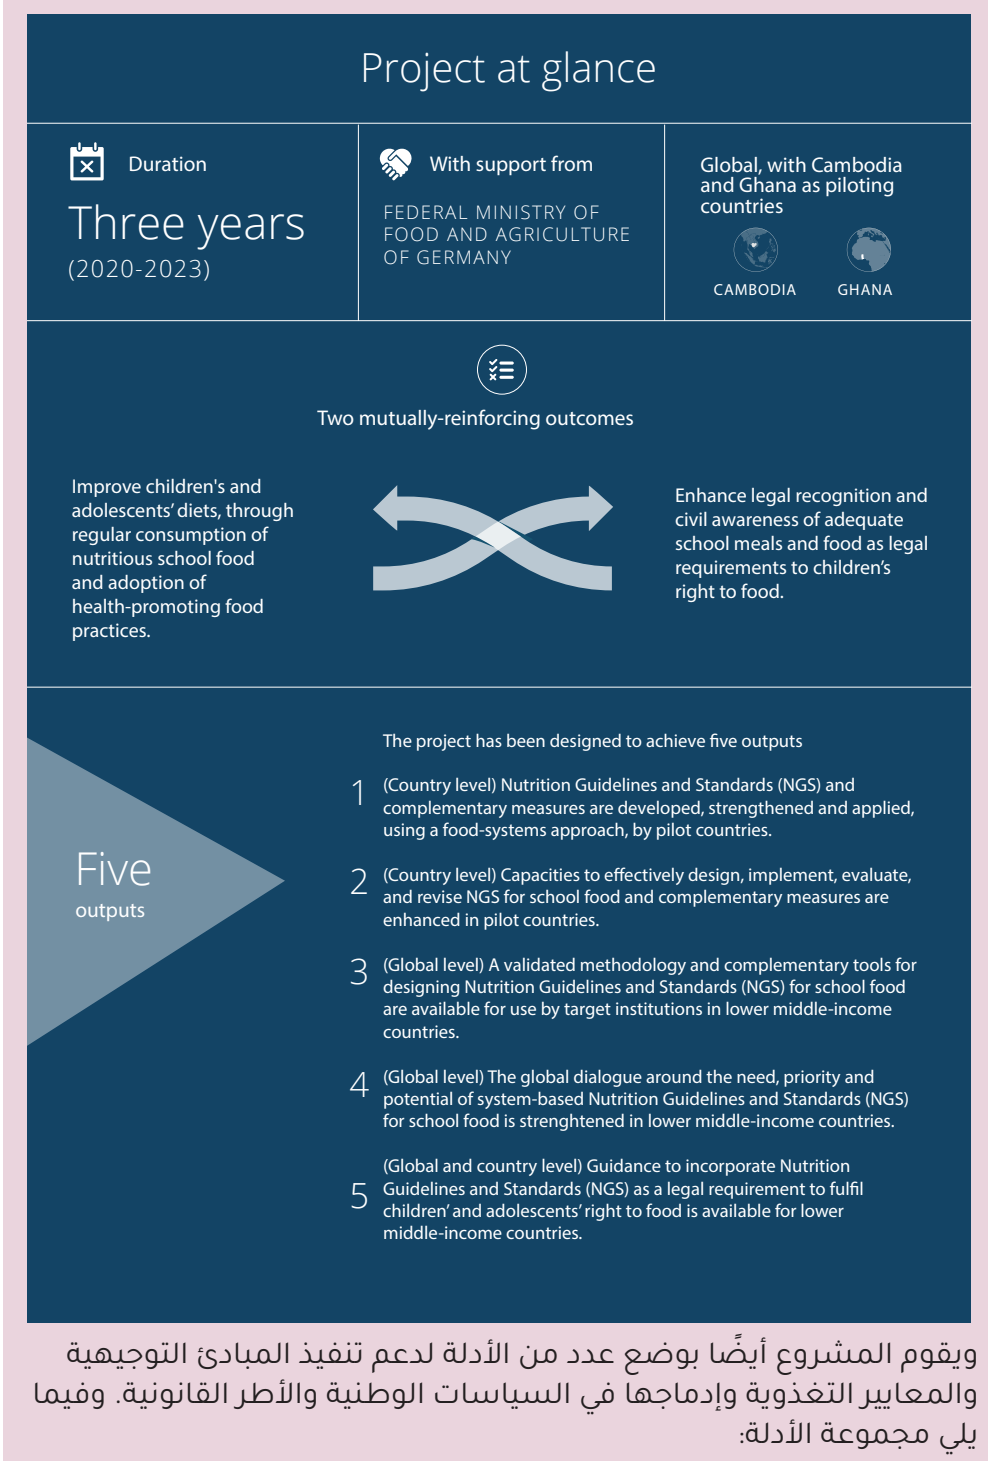 Project at glance
Duration
Three years
(2020-2023)
With support from
FEDERAL MINISTRY OF
FOOD AND AGRICULTURE
OF GERMANY
Global, with Cambodia
and Ghana as piloting
countries
CAMBODIA
GHANA
Two mutually-reinforcing outcomes
Improve children's and
adolescents’ diets, through
regular consumption of
nutritious school food
and adoption of
health-promoting food
practices.
Enhance legal recognition and
civil awareness of adequate
school meals and food as legal
requirements to children’s
right to food.
Five
outputs
The project has been designed to achieve five outputs
1 (Country level) Nutrition Guidelines and Standards (NGS) and
complementary measures are developed, strengthened and applied,
using a food-systems approach, by pilot countries.
2 (Country level) Capacities to effectively design, implement, evaluate,
and revise NGS for school food and complementary measures are
enhanced in pilot countries.
3 (Global level) A validated methodology and complementary tools for
designing Nutrition Guidelines and Standards (NGS) for school food
are available for use by target institutions in lower middle-income
countries.
4 (Global level) The global dialogue around the need, priority and
potential of system-based Nutrition Guidelines and Standards (NGS)
for school food is strenghtened in lower middle-income countries.
5 (Global and country level) Guidance to incorporate Nutrition
Guidelines and Standards (NGS) as a legal requirement to fulfil
children’ and adolescents’ right to food is available for lower
middle-income countries.
ويقوم المشروع أيضًا بوضع عدد من الأدلة لدعم تنفيذ المبادئ التوجيهية
والمعايير التغذوية وإدماجها في السياسات الوطنية والأطر القانونية. وفيما
يلي مجموعة الأدلة: